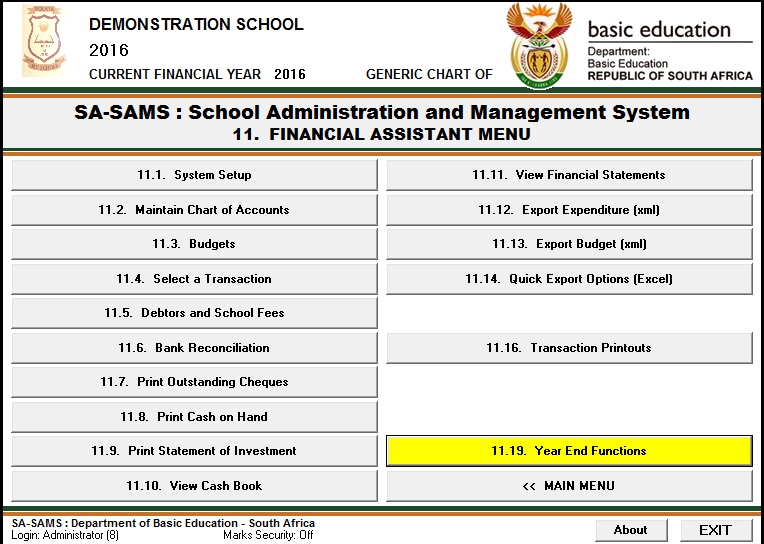 DEMONSTRATION SCHOOL
2016
CURRENT FINANCIAL YEAR 2016 GENERIC CHART OF
basic education
Department:
Basic Education
REPUBLIC OF SOUTH AFRICA
SA-SAMS : School Administration and Management System
11. FINANCIAL ASSISTANT MENU
11.1. System Setup
11.2. Maintain Chart of Accounts
11.3. Budgets
11.4. Select a Transaction
11.5. Debtors and School Fees
11.6. Bank Reconciliation
11.7. Print Outstanding Cheques
11.8. Print Cash on Hand
11.9. Print Statement of Investment
11.10. View Cash Book
11.11. View Financial Statements
11.12. Export Expenditure (xml)
11.13. Export Budget (xml)
11.14. Quick Export Options (Excel)
11.16. Transaction Printouts
11.19. Year End Functions
<< MAIN MENU
SA-SAMS : Department of Basic Education - South Africa
Login: Administrator (8) Marks Security: Off
About
EXIT